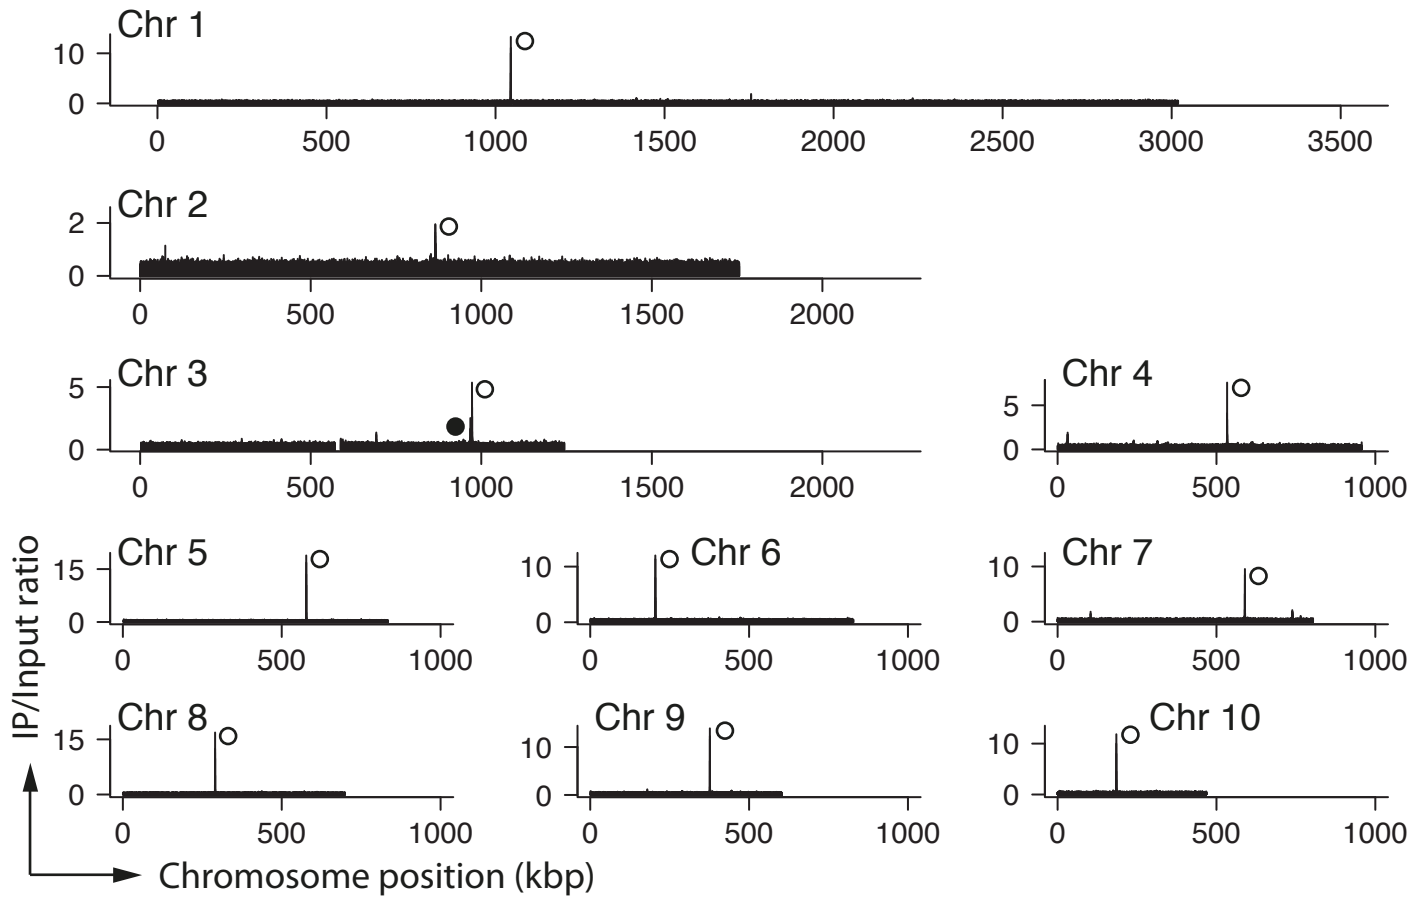 Chr 1
10
0
0 500 1000 1500 2000 2500 3000 3500
Chr 2
2
0
0 500 1000 1500 2000
Chr 3
5
0
0 500 1000 1500 2000
Chr 4
5
0
0 500 1000
Chr 5
15
0
0 500 1000
Chr 6
10
0
0 500 1000
Chr 7
10
0
0 500 1000
Chr 8
15
0
0 500 1000
Chr 9
10
0
0 500 1000
Chr 10
10
0
0 500 1000
IP/Input ratio
Chromosome position (kbp)